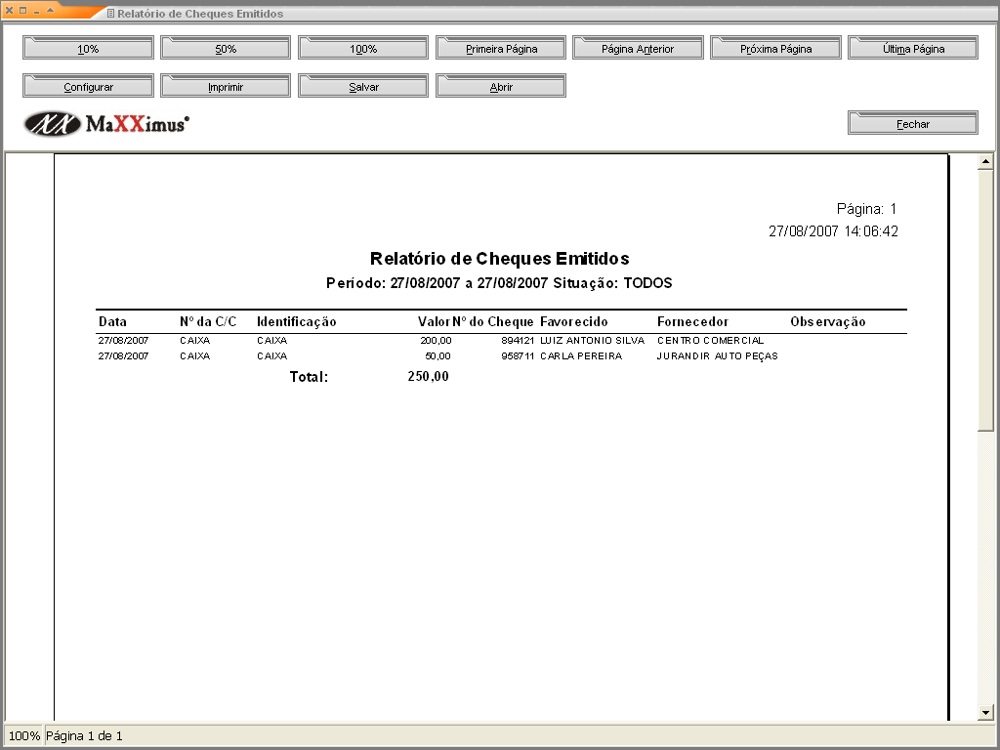 Relatório de Cheques Emitidos
10% 50% 100% Primeira Página Página Anterior Próxima Página Última Página
Configurar Imprimir Salvar Abrir
MaXXimus
Fechar
Página: 1
27/08/2007 14:06:42
Relatório de Cheques Emitidos
Período: 27/08/2007 a 27/08/2007 Situação: TODOS
Data Nº da C/C Identificação Valor Nº do Cheque Favorecido Fornecedor Observação
27/08/2007 CAIXA CAIXA 200,00 894121 LUIZ ANTONIO SILVA CENTRO COMERCIAL
27/08/2007 CAIXA CAIXA 50,00 958711 CARLA PEREIRA JURANDIR AUTO PEÇAS
Total: 250,00
100% Página 1 de 1